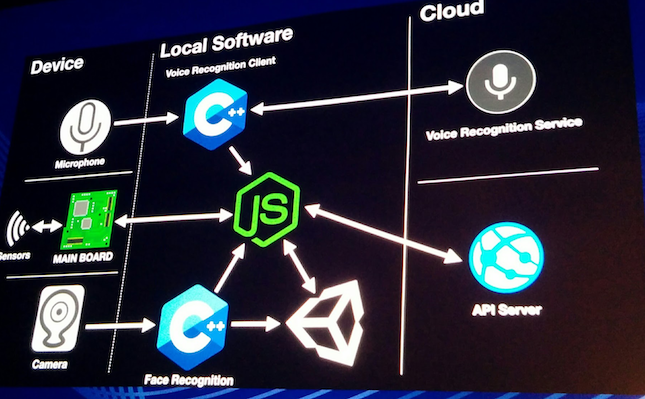 Device
Local Software
Cloud
Voice Recognition Client
C++
Microphone
Voice Recognition Service
JS
Sensors
MAIN BOARD
API Server
C++
Camera
Face Recognition